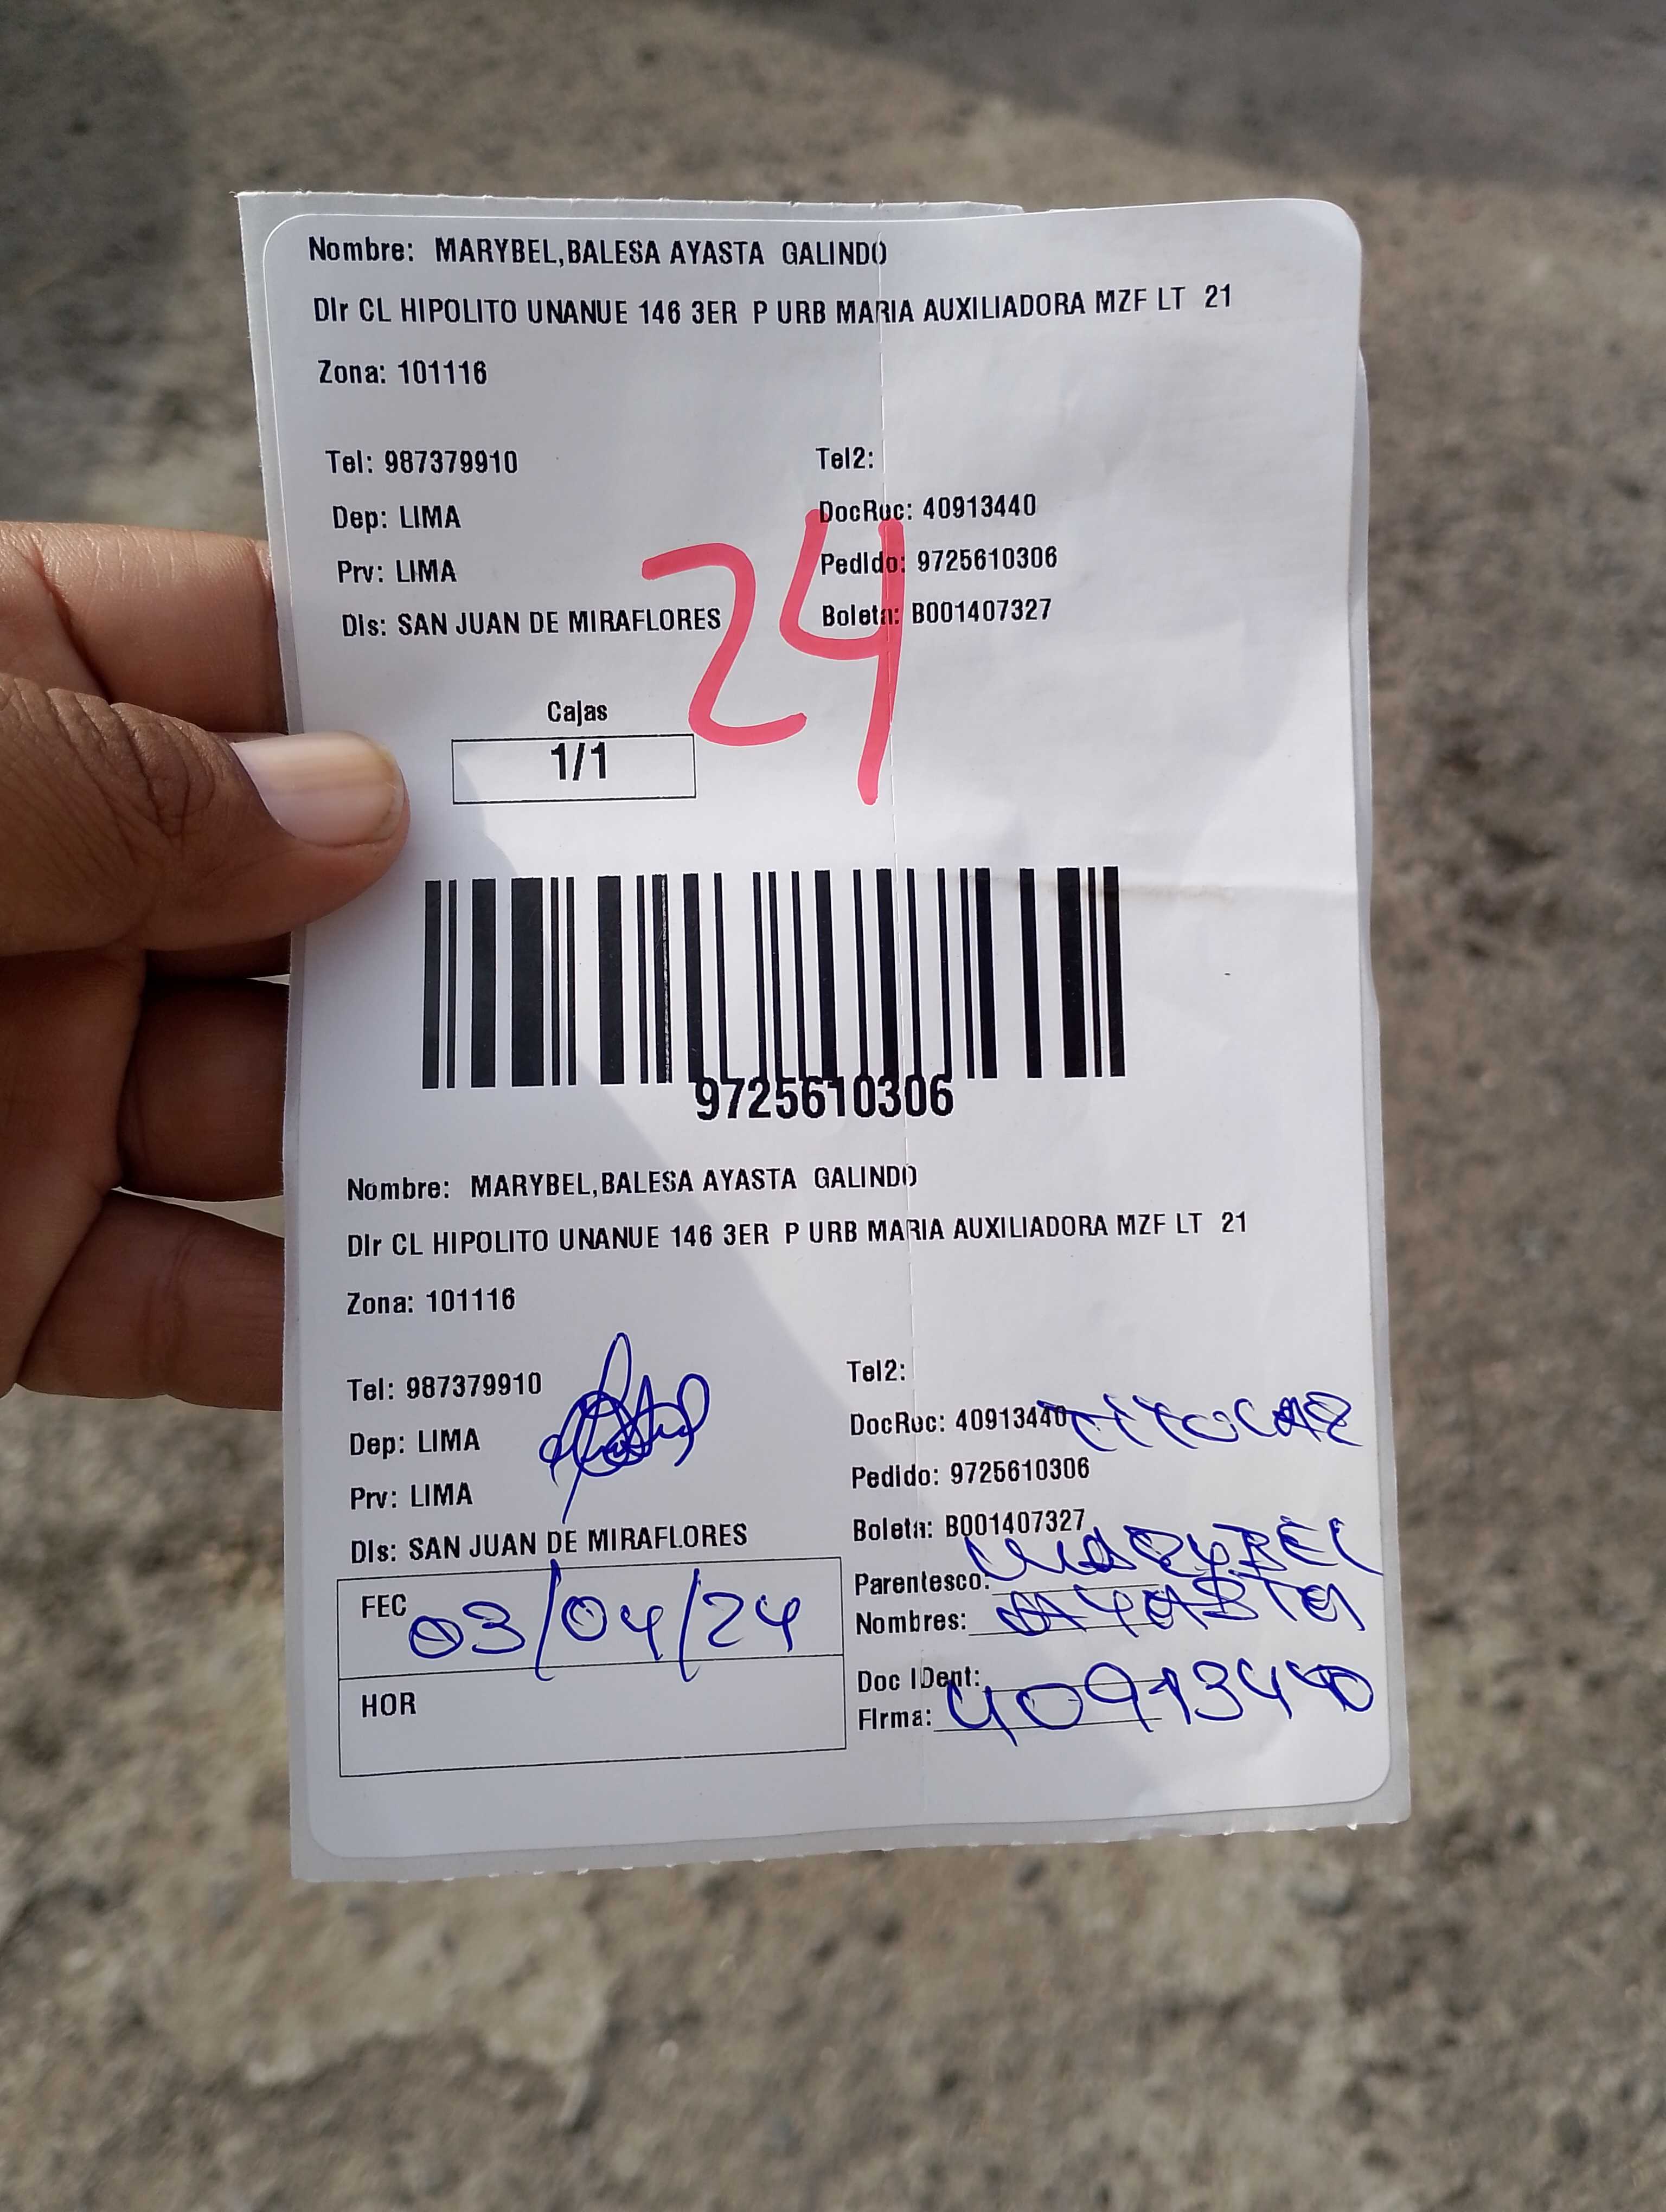 Nombre: MARYBEL,BALESA AYASTA GALINDO
DIr CL HIPOLITO UNANUE 146 3ER P URB MARIA AUXILIADORA MZF LT 21
Zona: 101116
Tel: 987379910 Tel2:
Dep: LIMA DocRuc: 40913440
Prv: LIMA PedIdo: 9725610306
DIs: SAN JUAN DE MIRAFLORES Boleta: B001407327
24
Cajas
1/1
9725610306
Nombre: MARYBEL,BALESA AYASTA GALINDO
DIr CL HIPOLITO UNANUE 146 3ER P URB MARIA AUXILIADORA MZF LT 21
Zona: 101116
Tel: 987379910 Tel2:
Dep: LIMA DocRuc: 40913440
Prv: LIMA PedIdo: 9725610306
DIs: SAN JUAN DE MIRAFLORES Boleta: B001407327
FEC 03/04/24
HOR
Parentesco: MARYBEL
Nombres: AYASTA
Doc IDent: 40913440
FIrma: